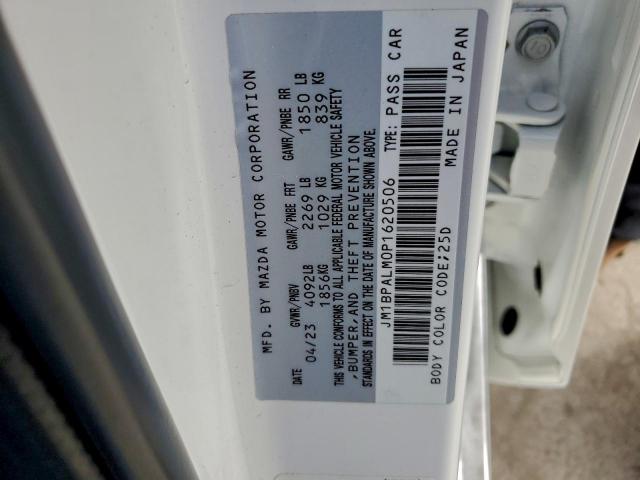 MFD. BY MAZDA MOTOR CORPORATION
DATE GVWR/PNBV GAWR/PNBE FRT GAWR/PNBE RR
04/23 4092LB 2269 LB 1850 LB
1856KG 1029 KG 839 KG
THIS VEHICLE CONFORMS TO ALL APPLICABLE FEDERAL MOTOR VEHICLE SAFETY
,BUMPER,AND THEFT PREVENTION
STANDARDS IN EFFECT ON THE DATE OF MANUFACTURE SHOWN ABOVE.
JM1BPALM0P1620506 TYPE: PASS CAR
BODY COLOR CODE;25D MADE IN JAPAN